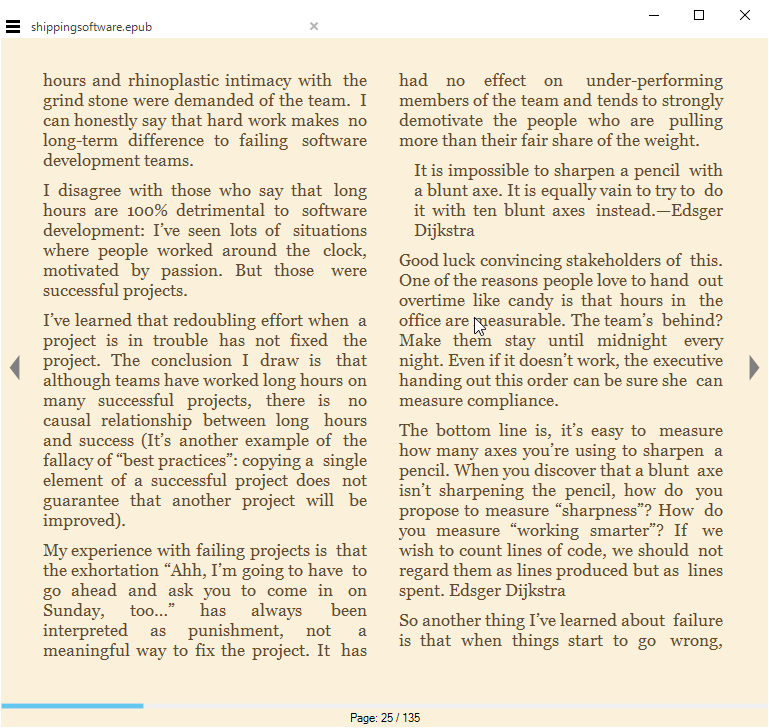 shippingsoftware.epub
hours and rhinoplastic intimacy with the
grind stone were demanded of the team. I
can honestly say that hard work makes no
long-term difference to failing software
development teams.
I disagree with those who say that long
hours are 100% detrimental to software
development: I’ve seen lots of situations
where people worked around the clock,
motivated by passion. But those were
successful projects.
I’ve learned that redoubling effort when a
project is in trouble has not fixed the
project. The conclusion I draw is that
although teams have worked long hours on
many successful projects, there is no
causal relationship between long hours
and success (It’s another example of the
fallacy of “best practices”: copying a single
element of a successful project does not
guarantee that another project will be
improved).
My experience with failing projects is that
the exhortation “Ahh, I’m going to have to
go ahead and ask you to come in on
Sunday, too...” has always been
interpreted as punishment, not a
meaningful way to fix the project. It has
had no effect on under-performing
members of the team and tends to strongly
demotivate the people who are pulling
more than their fair share of the weight.
It is impossible to sharpen a pencil with
a blunt axe. It is equally vain to try to do
it with ten blunt axes instead.—Edsger
Dijkstra
Good luck convincing stakeholders of this.
One of the reasons people love to hand out
overtime like candy is that hours in the
office are measurable. The team’s behind?
Make them stay until midnight every
night. Even if it doesn’t work, the executive
handing out this order can be sure she can
measure compliance.
The bottom line is, it’s easy to measure
how many axes you’re using to sharpen a
pencil. When you discover that a blunt axe
isn’t sharpening the pencil, how do you
propose to measure “sharpness”? How do
you measure “working smarter”? If we
wish to count lines of code, we should not
regard them as lines produced but as lines
spent. Edsger Dijkstra
So another thing I’ve learned about failure
is that when things start to go wrong,
Page: 25 / 135